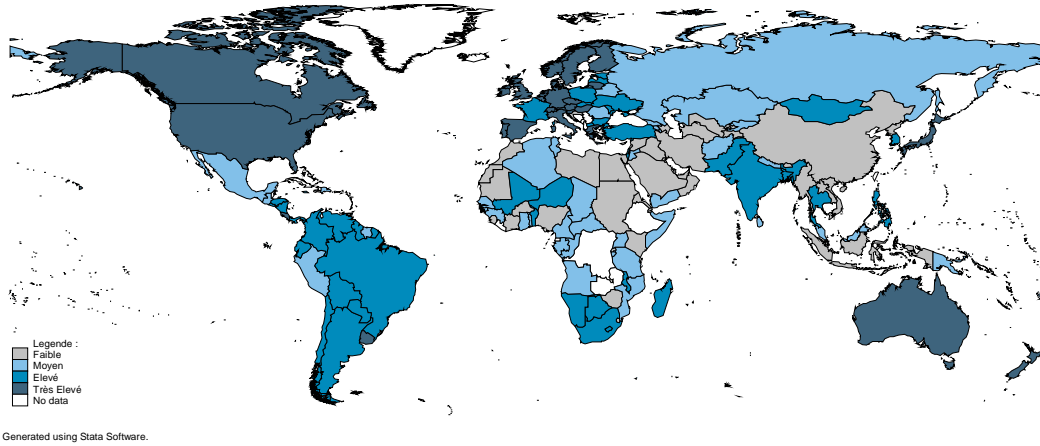 Legende :
Faible
Moyen
Elevé
Très Elevé
No data
Generated using Stata Software.